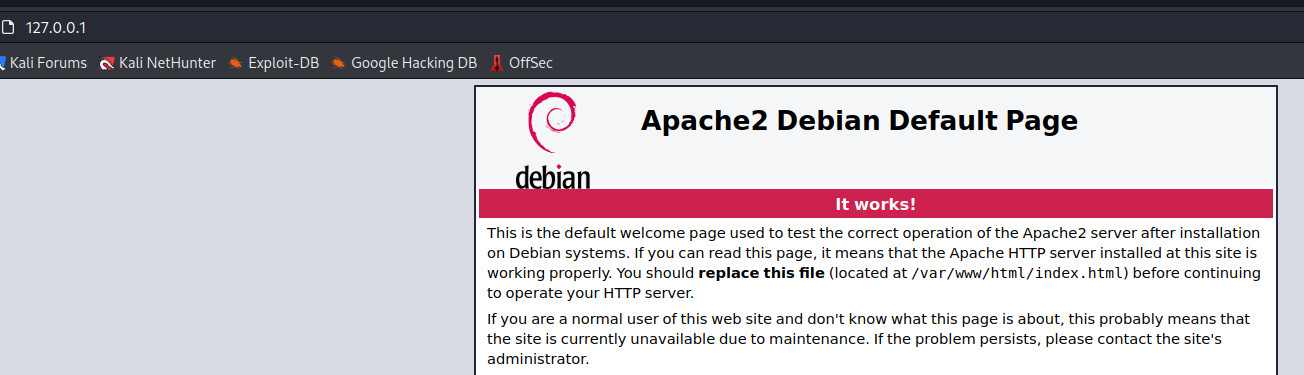 127.0.0.1
Kali Forums Kali NetHunter Exploit-DB Google Hacking DB OffSec
debian
Apache2 Debian Default Page
It works!
This is the default welcome page used to test the correct operation of the Apache2 server after installation
on Debian systems. If you can read this page, it means that the Apache HTTP server installed at this site is
working properly. You should replace this file (located at /var/www/html/index.html) before continuing
to operate your HTTP server.
If you are a normal user of this web site and don't know what this page is about, this probably means that
the site is currently unavailable due to maintenance. If the problem persists, please contact the site's
administrator.